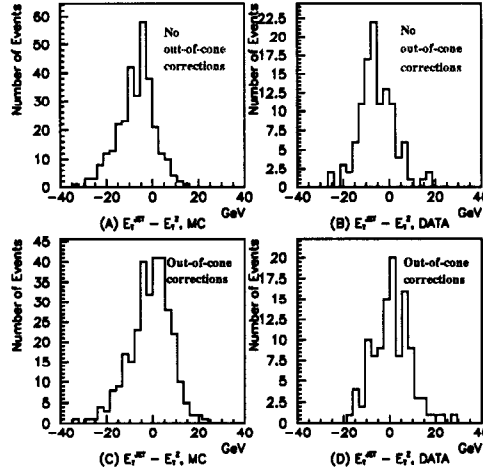 Number of Events
60
50
40
30
20
10
0
No
out-of-cone
corrections
-40 -20 0 20 40
GeV
(A) E_T^JET - E_T^Z, MC
Number of Events
22.5
20
17.5
15
12.5
10
7.5
5
2.5
0
No
out-of-cone
corrections
-40 -20 0 20 40
GeV
(B) E_T^JET - E_T^Z, DATA
Number of Events
45
40
35
30
25
20
15
10
5
0
Out-of-cone
corrections
-40 -20 0 20 40
GeV
(C) E_T^JET - E_T^Z, MC
Number of Events
20
17.5
15
12.5
10
7.5
5
2.5
0
Out-of-cone
corrections
-40 -20 0 20 40
GeV
(D) E_T^JET - E_T^Z, DATA